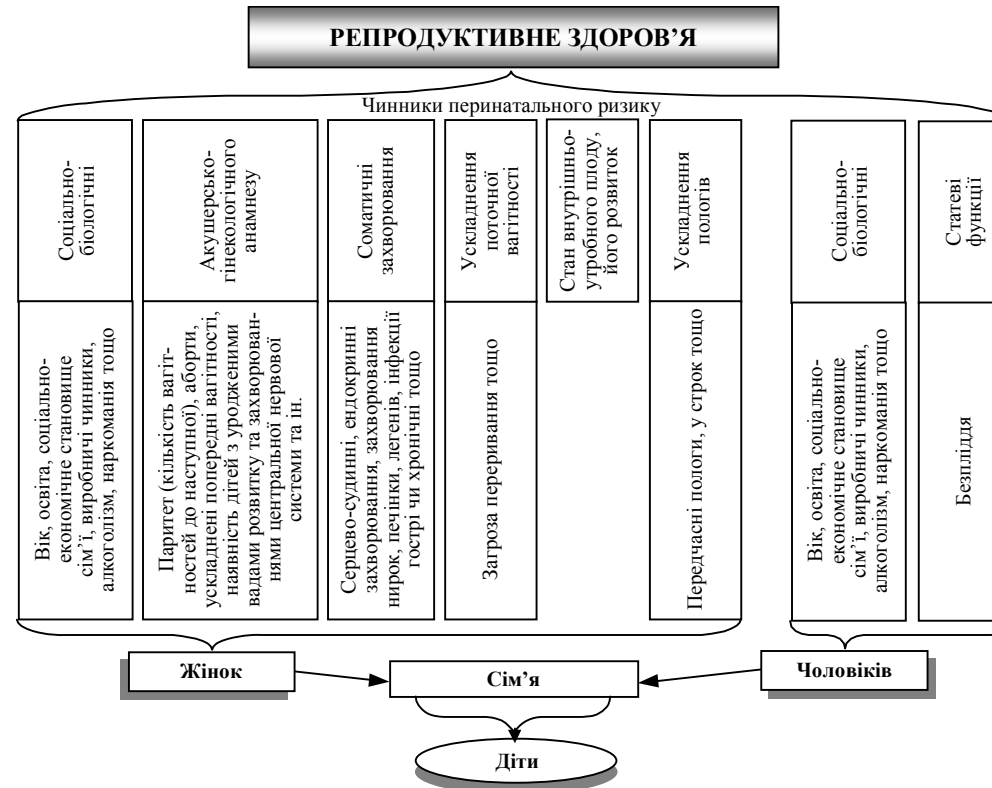 РЕПРОДУКТИВНЕ ЗДОРОВ’Я
Чинники перинатального ризику
Соціально-
біологічні
Акушерсько-
гінекологічного
анамнезу
Соматичні
захворювання
Ускладнення
поточної
вагітності
Стан внутрішньо-
утробного плоду,
його розвиток
Ускладнення
пологів
Соціально-
біологічні
Статеві
функції
Вік, освіта, соціально-
економічне становище
сім’ї, виробничі чинники,
алкоголізм, наркоманія тощо
Паритет (кількість вагіт-
ностей до наступної), аборти,
ускладнені попередні вагітності,
наявність дітей з уродженими
вадами розвитку та захворюван-
нями центральної нервової
системи та ін.
Серцево-судинні, ендокринні
захворювання, захворювання
нирок, печінки, легенів, інфекції
гострі чи хронічні тощо
Загроза переривання тощо
Передчасні пологи, у строк тощо
Вік, освіта, соціально-
економічне становище
сім’ї, виробничі чинники,
алкоголізм, наркоманія тощо
Безпліддя
Жінок
Сім’я
Чоловіків
Діти